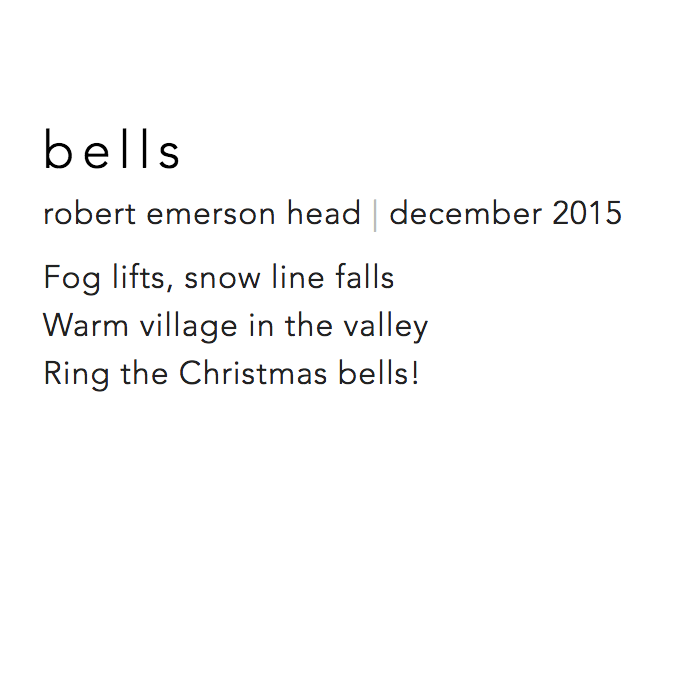 bells
robert emerson head | december 2015
Fog lifts, snow line falls
Warm village in the valley
Ring the Christmas bells!